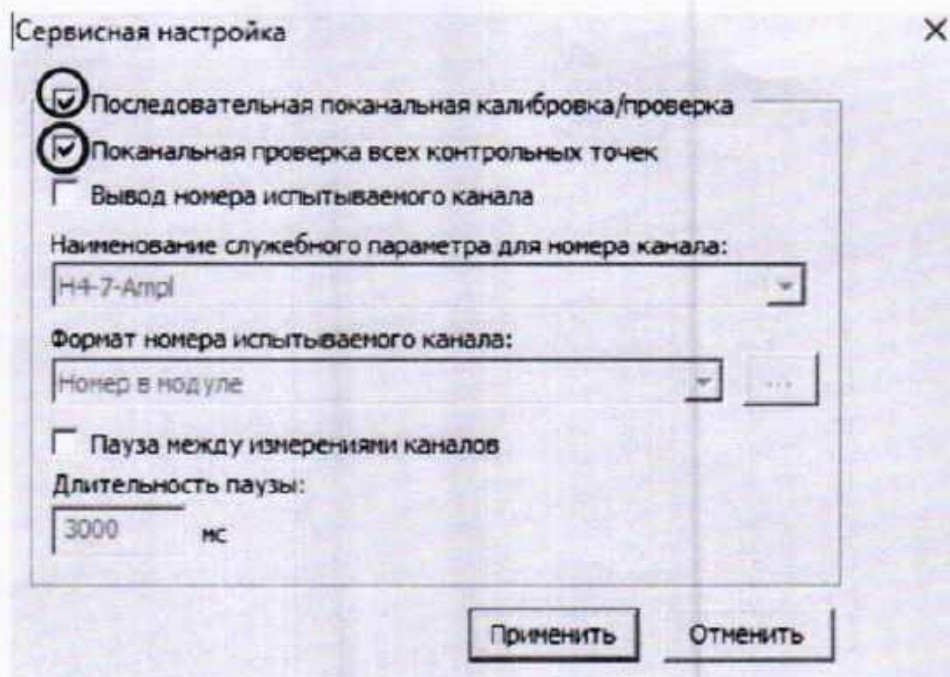 Сервисная настройка
Последовательная поканальная калибровка/проверка
Поканальная проверка всех контрольных точек
Вывод номера испытываемого канала
Наименование служебного параметра для номера канала:
H4-7-Ampl
Формат номера испытываемого канала:
Номер в модуле
...
Пауза между измерениями каналов
Длительность паузы:
3000 мс
Применить Отменить